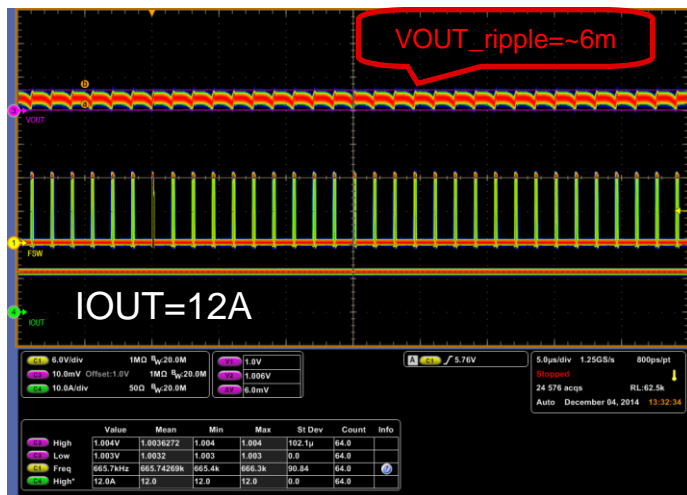 VOUT_ripple=~6m
b
a
3 VOUT
1 FSW
IOUT=12A
4 IOUT
C1 6.0V/div 1MΩ BW:20.0M
C3 10.0mV Offset:1.0V 1MΩ BW:20.0M
C4 10.0A/div 50Ω BW:20.0M
V1 1.0V
V2 1.006V
ΔV 6.0mV
A C1 5.76V
5.0µs/div 1.25GS/s 800ps/pt
Stopped
24 576 acqs RL:62.5k
Auto December 04, 2014 13:32:34
Value Mean Min Max St Dev Count Info
C3 High 1.004V 1.0036272 1.004 1.004 102.1µ 64.0
C3 Low 1.003V 1.0032 1.003 1.003 0.0 64.0
C1 Freq 665.7kHz 665.74269k 665.4k 666.3k 90.84 64.0
C4 High* 12.0A 12.0 12.0 12.0 0.0 64.0